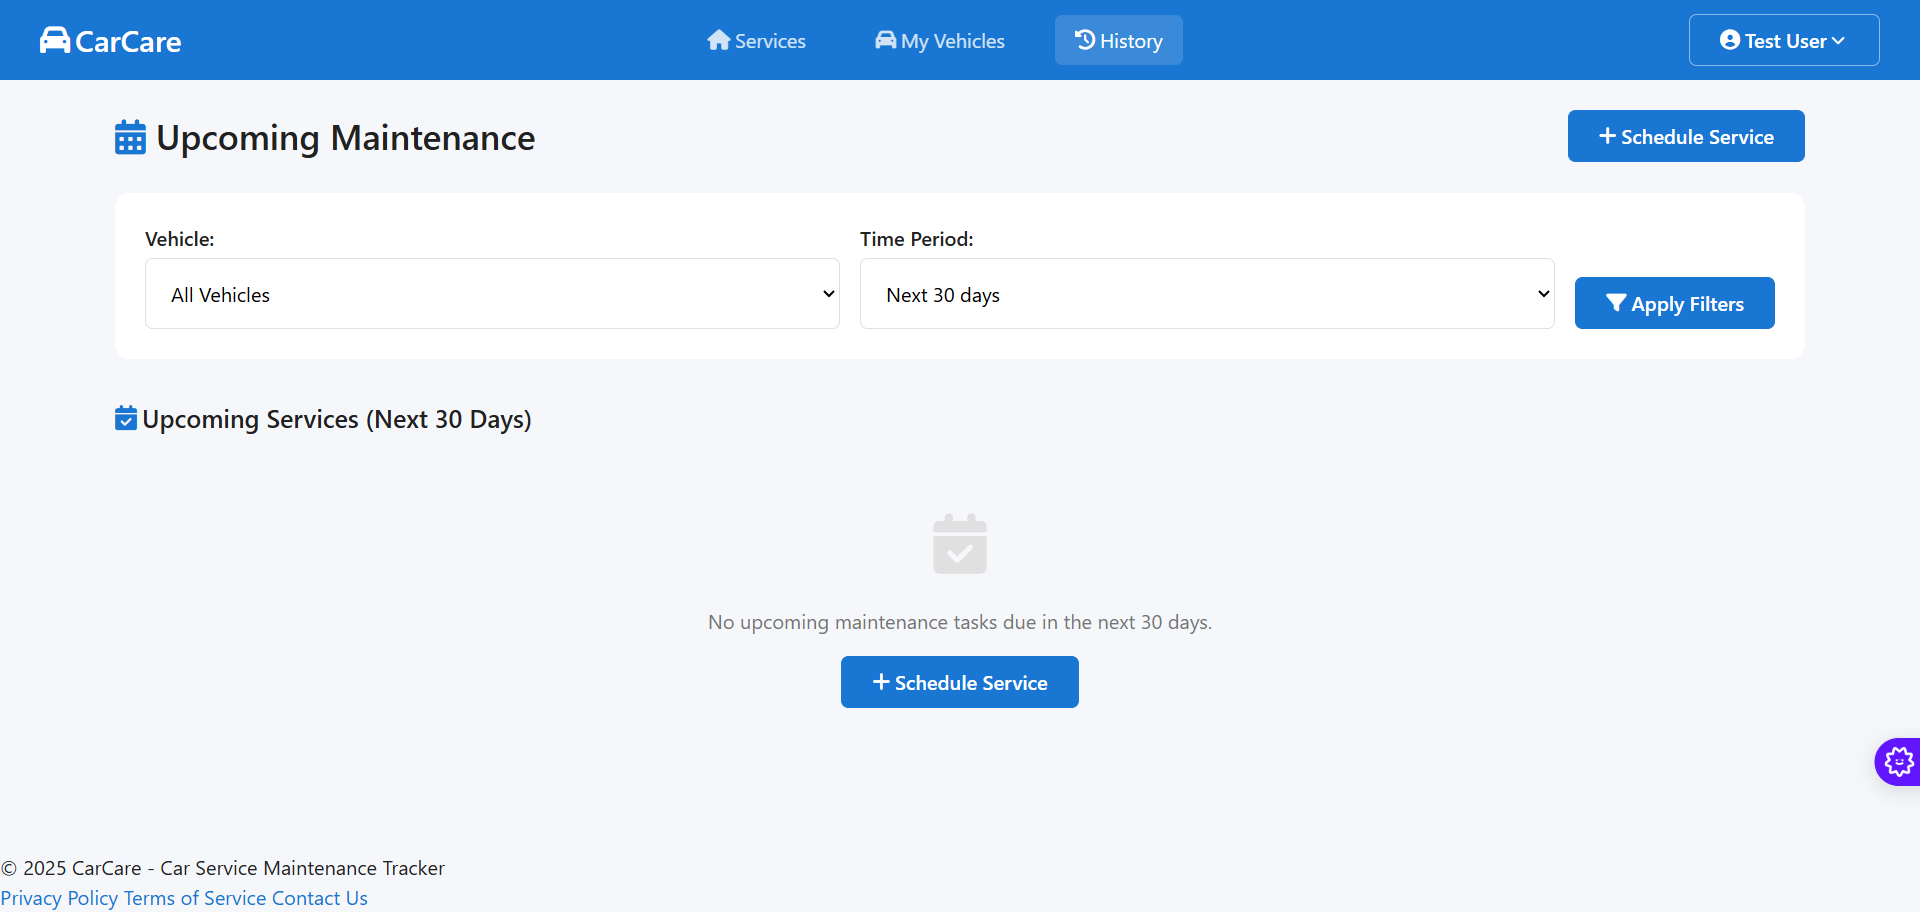 CarCare
Services
My Vehicles
History
Test User
Upcoming Maintenance
Schedule Service
Vehicle:
Time Period:
All Vehicles
Next 30 days
Apply Filters
Upcoming Services (Next 30 Days)
No upcoming maintenance tasks due in the next 30 days.
Schedule Service
© 2025 CarCare - Car Service Maintenance Tracker
Privacy Policy Terms of Service Contact Us